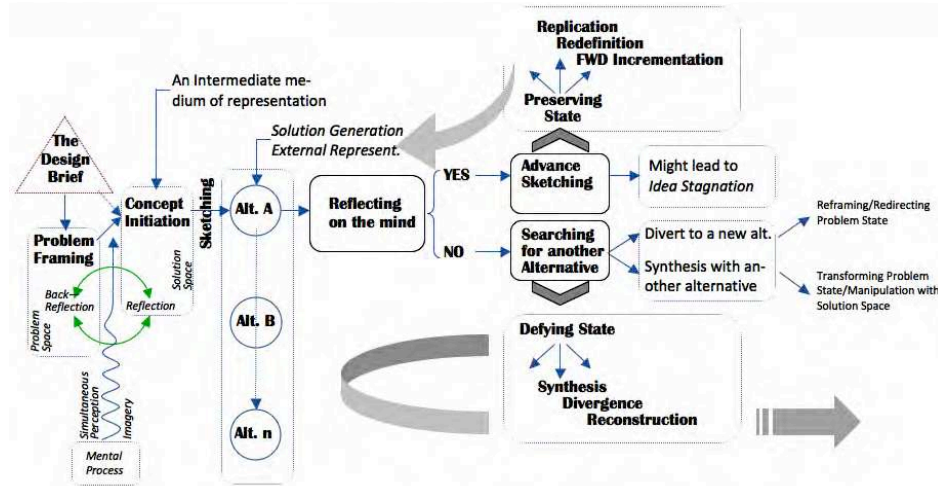 Replication
Redefinition
FWD Incrementation
Preserving
State
An Intermediate me-
dium of representation
Solution Generation
External Represent.
The
Design
Brief
Concept
Initiation
Sketching
Alt. A
Reflecting
on the mind
YES
NO
Advance
Sketching
Might lead to
Idea Stagnation
Searching
for another
Alternative
Divert to a new alt.
Synthesis with an-
other alternative
Reframing/Redirecting
Problem State
Transforming Problem
State/Manipulation with
Solution Space
Problem
Framing
Back-
Reflection
Reflection
Problem
Space
Solution
Space
Alt. B
Alt. n
Simultaneous
Perception
Imagery
Mental
Process
Defying State
Synthesis
Divergence
Reconstruction